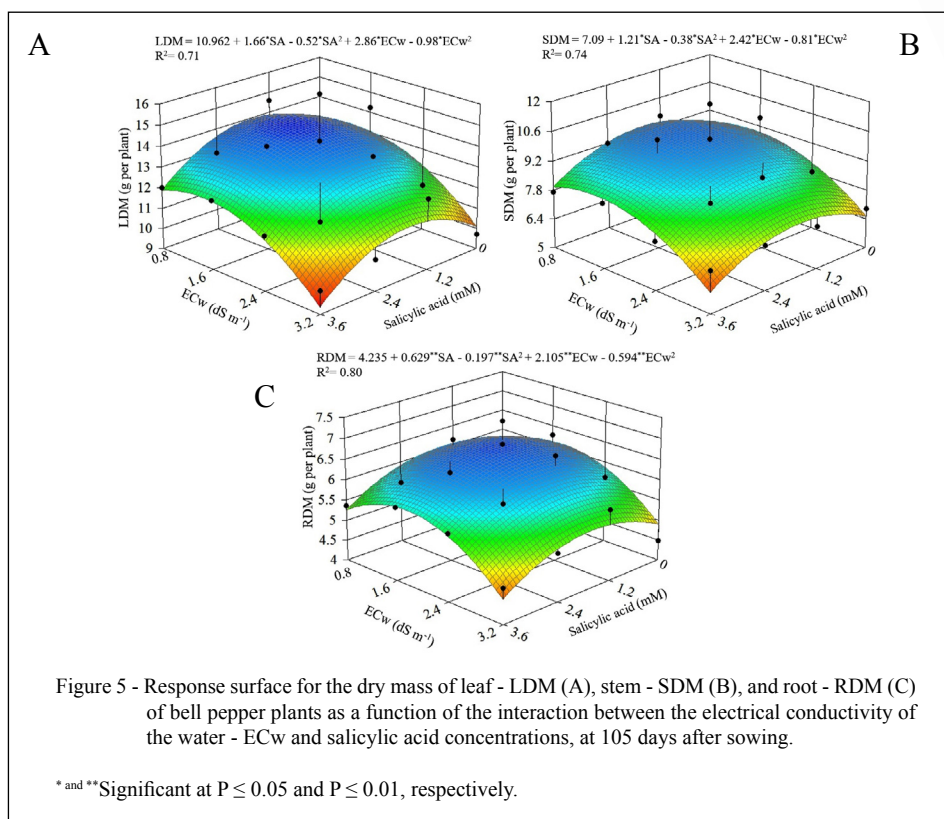 A
LDM = 10.962 + 1.66*SA - 0.52*SA² + 2.86*ECw - 0.98*ECw²
R²= 0.71
16
15
14
13
12
11
10
9
LDM (g per plant)
0.8
1.6
2.4
3.2
ECw (dS m⁻¹)
3.6
2.4
1.2
0
Salicylic acid (mM)
SDM = 7.09 + 1.21*SA - 0.38*SA² + 2.42*ECw - 0.81*ECw²
R²= 0.74
B
12
10.6
9.2
7.8
6.4
5
SDM (g per plant)
0.8
1.6
2.4
3.2
ECw (dS m⁻¹)
3.6
2.4
1.2
0
Salicylic acid (mM)
RDM = 4.235 + 0.629**SA - 0.197**SA² + 2.105**ECw - 0.594**ECw²
R²= 0.80
C
7.5
7
6.5
6
5.5
5
4.5
4
RDM (g per plant)
0.8
1.6
2.4
3.2
ECw (dS m⁻¹)
3.6
2.4
1.2
0
Salicylic acid (mM)
Figure 5 - Response surface for the dry mass of leaf - LDM (A), stem - SDM (B), and root - RDM (C)
of bell pepper plants as a function of the interaction between the electrical conductivity of
the water - ECw and salicylic acid concentrations, at 105 days after sowing.
* and **Significant at P ≤ 0.05 and P ≤ 0.01, respectively.